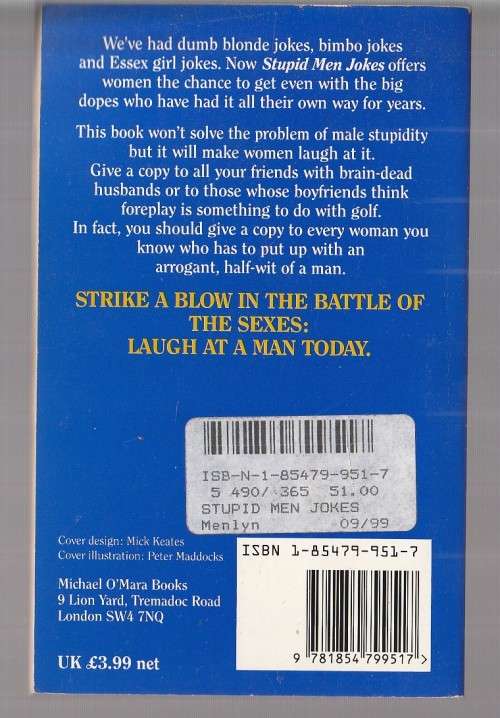 We've had dumb blonde jokes, bimbo jokes
and Essex girl jokes. Now Stupid Men Jokes offers
women the chance to get even with the big
dopes who have had it all their own way for years.
This book won't solve the problem of male stupidity
but it will make women laugh at it.
Give a copy to all your friends with brain-dead
husbands or to those whose boyfriends think
foreplay is something to do with golf.
In fact, you should give a copy to every woman you
know who has to put up with an
arrogant, half-wit of a man.
STRIKE A BLOW IN THE BATTLE OF
THE SEXES:
LAUGH AT A MAN TODAY.
ISB-N-1-85479-951-7
5 490/ 365 51.00
STUPID MEN JOKES
Menlyn 09/99
Cover design: Mick Keates
Cover illustration: Peter Maddocks
Michael O'Mara Books
9 Lion Yard, Tremadoc Road
London SW4 7NQ
UK £3.99 net
ISBN 1-85479-951-7
9 781854 799517 >